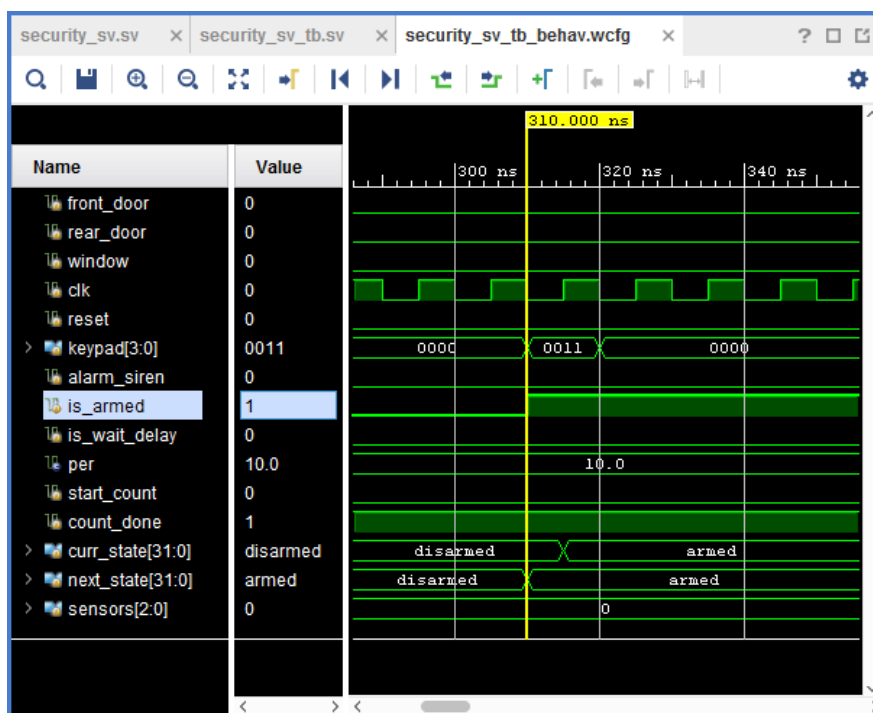 security_sv.sv × security_sv_tb.sv × security_sv_tb_behav.wcfg × ?
310.000 ns
Name Value 300 ns 320 ns 340 ns
front_door 0
rear_door 0
window 0
clk 0
reset 0
keypad[3:0] 0011 0000 0011 0000
alarm_siren 0
is_armed 1
is_wait_delay 0
per 10.0 10.0
start_count 0
count_done 1
curr_state[31:0] disarmed disarmed armed
next_state[31:0] armed disarmed armed
sensors[2:0] 0 0